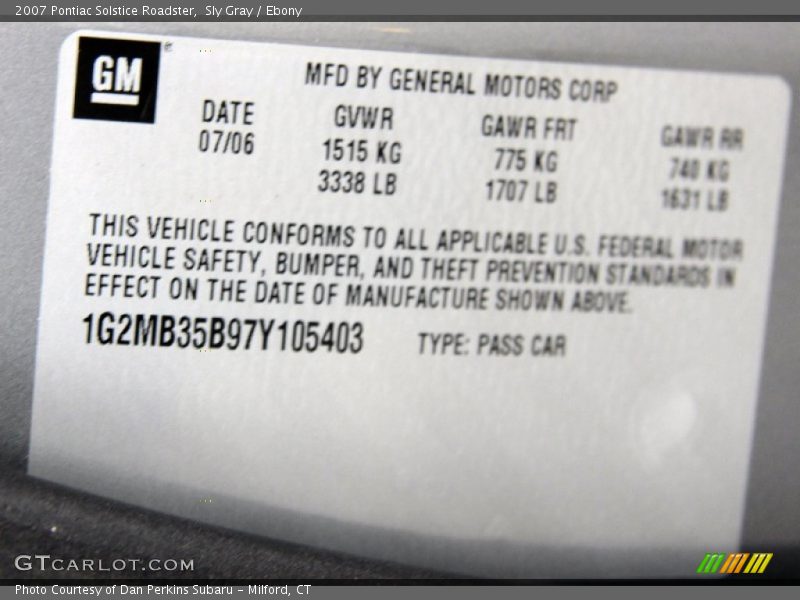 2007 Pontiac Solstice Roadster, Sly Gray / Ebony
GM
®
MFD BY GENERAL MOTORS CORP
DATE GVWR GAWR FRT GAWR RR
07/06 1515 KG 775 KG 740 KG
3338 LB 1707 LB 1631 LB
THIS VEHICLE CONFORMS TO ALL APPLICABLE U.S. FEDERAL MOTOR
VEHICLE SAFETY, BUMPER, AND THEFT PREVENTION STANDARDS IN
EFFECT ON THE DATE OF MANUFACTURE SHOWN ABOVE.
1G2MB35B97Y105403 TYPE: PASS CAR
GTCARLOT.COM
Photo Courtesy of Dan Perkins Subaru - Milford, CT